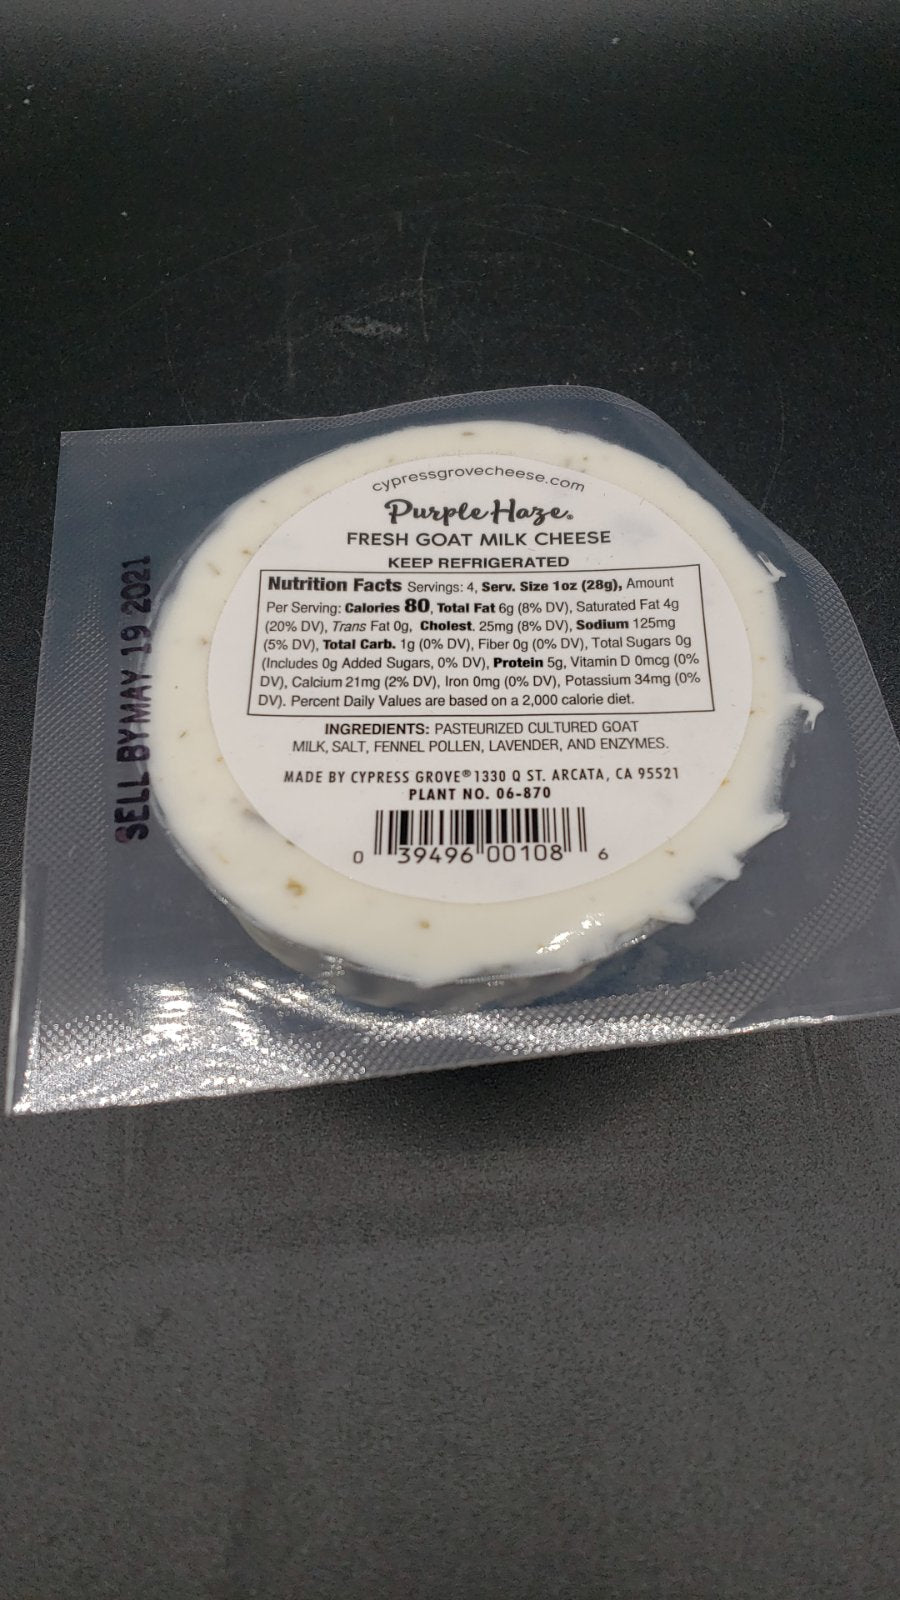 cypressgrovecheese.com
Purple Haze®
FRESH GOAT MILK CHEESE
KEEP REFRIGERATED
Nutrition Facts Servings: 4, Serv. Size 1oz (28g), Amount
Per Serving: Calories 80, Total Fat 6g (8% DV), Saturated Fat 4g
(20% DV), Trans Fat 0g, Cholest. 25mg (8% DV), Sodium 125mg
(5% DV), Total Carb. 1g (0% DV), Fiber 0g (0% DV), Total Sugars 0g
(Includes 0g Added Sugars, 0% DV), Protein 5g, Vitamin D 0mcg (0%
DV), Calcium 21mg (2% DV), Iron 0mg (0% DV), Potassium 34mg (0%
DV). Percent Daily Values are based on a 2,000 calorie diet.
INGREDIENTS: PASTEURIZED CULTURED GOAT
MILK, SALT, FENNEL POLLEN, LAVENDER, AND ENZYMES.
MADE BY CYPRESS GROVE® 1330 Q ST. ARCATA, CA 95521
PLANT NO. 06-870
0 39496 00108 6
SELL BY MAY 19 2021